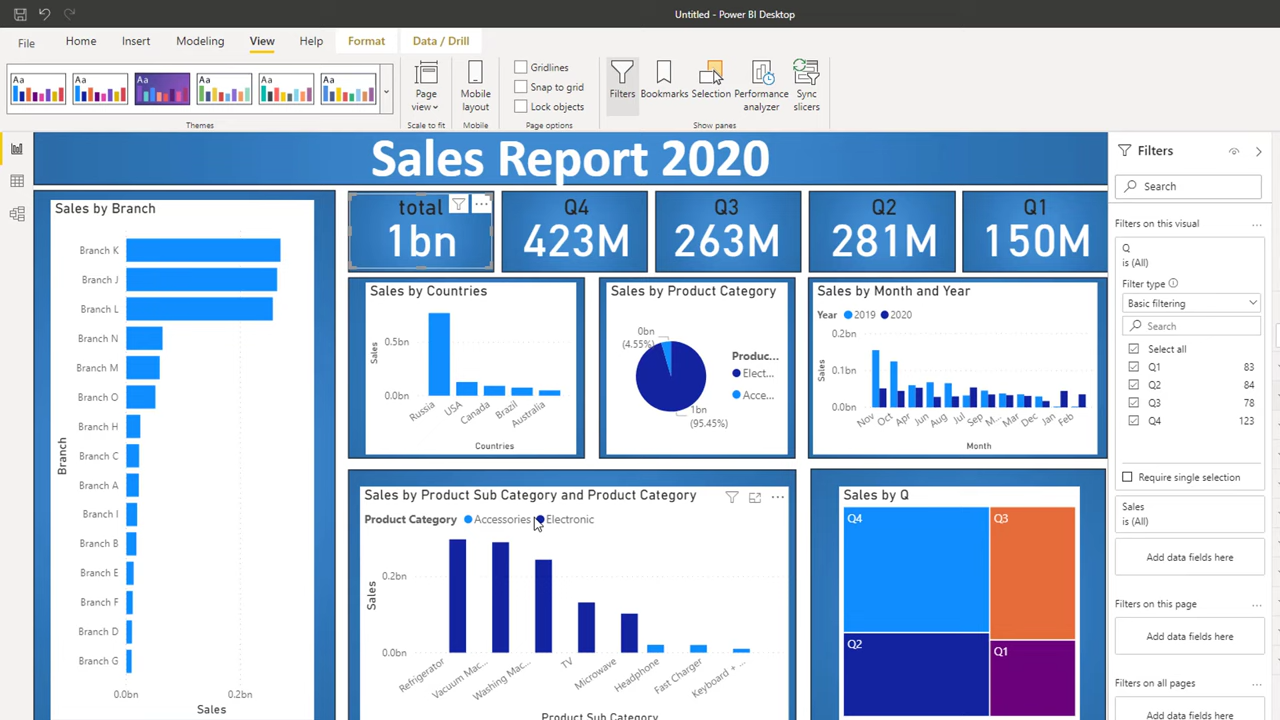 Untitled - Power BI Desktop
File Home Insert Modeling View Help Format Data / Drill
Aa Aa Aa Aa Aa Aa
Page view
Mobile layout
Gridlines
Snap to grid
Lock objects
Filters
Bookmarks
Selection
Performance analyzer
Sync slicers
Themes
Scale to fit
Mobile
Page options
Show panes
Sales Report 2020
Sales by Branch
Branch K
Branch J
Branch L
Branch N
Branch M
Branch O
Branch H
Branch C
Branch A
Branch I
Branch B
Branch E
Branch F
Branch D
Branch G
Branch
0.0bn 0.2bn
Sales
total
1bn
Q4
423M
Q3
263M
Q2
281M
Q1
150M
Sales by Countries
Sales
0.5bn
0.0bn
Russia USA Canada Brazil Australia
Countries
Sales by Product Category
0bn
(4.55%)
1bn
(95.45%)
Produc...
Elect...
Acce...
Sales by Month and Year
Year 2019 2020
Sales
0.2bn
0.1bn
0.0bn
Nov Oct Apr Jun Aug Jul Sep M... Mar Dec Jan Feb
Month
Sales by Product Sub Category and Product Category
Product Category Accessories Electronic
Sales
0.2bn
0.0bn
Refrigerator Vacuum Mac... Washing Mac... TV Microwave Headphone Fast Charger Keyboard + ...
Product Sub Category
Sales by Q
Q4
Q3
Q2
Q1
Filters
Search
Filters on this visual
Q
is (All)
Filter type
Basic filtering
Search
Select all
Q1 83
Q2 84
Q3 78
Q4 123
Require single selection
Sales
is (All)
Add data fields here
Filters on this page
Add data fields here
Filters on all pages
Add data fields here